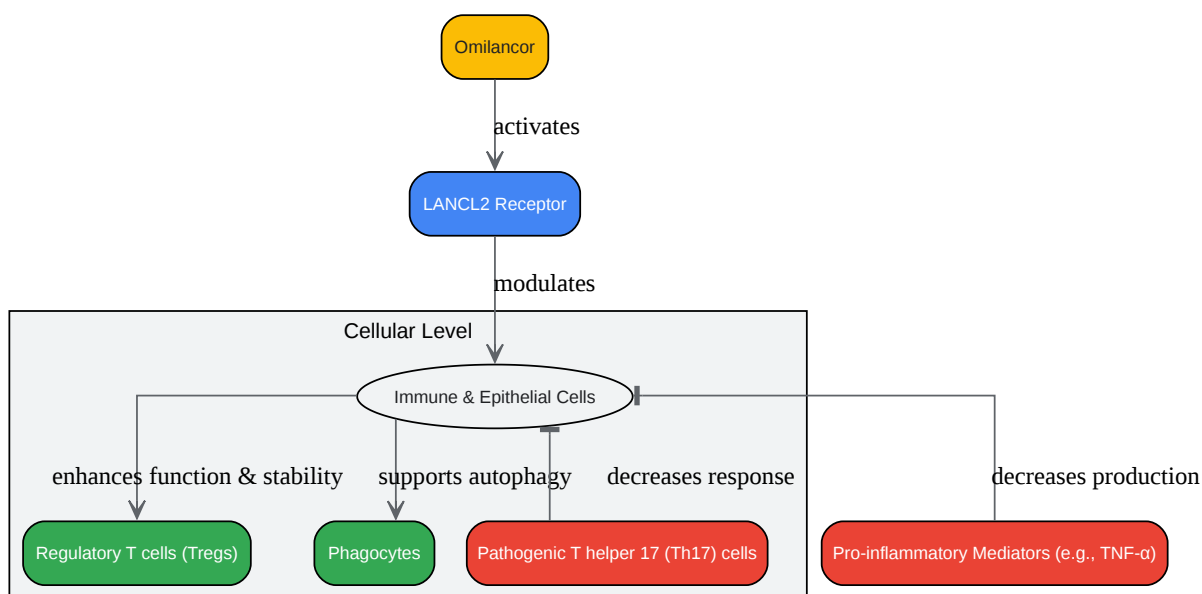 Omilancor
activates
LANCL2 Receptor
modulates
Cellular Level
Immune & Epithelial Cells
enhances function & stability
supports autophagy
decreases response
decreases production
Regulatory T cells (Tregs)
Phagocytes
Pathogenic T helper 17 (Th17) cells
Pro-inflammatory Mediators (e.g., TNF-α)